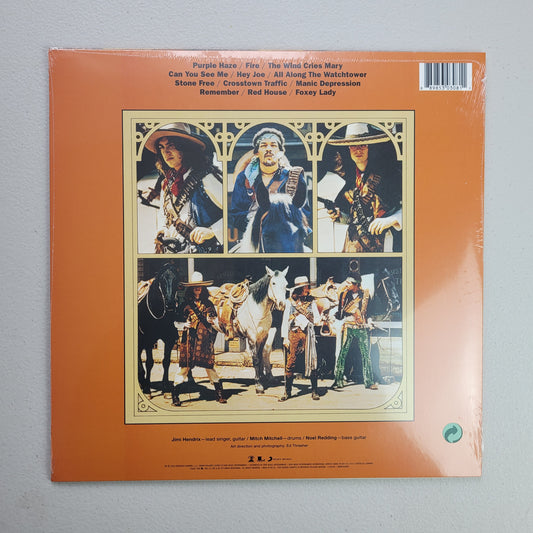 Purple Haze / Fire / The Wind Cries Mary
Can You See Me / Hey Joe / All Along The Watchtower
Stone Free / Crosstown Traffic / Manic Depression
Remember / Red House / Foxey Lady
Jimi Hendrix—lead singer, guitar / Mitch Mitchell—drums / Noel Redding—bass guitar
Art direction and photography: Ed Thrasher